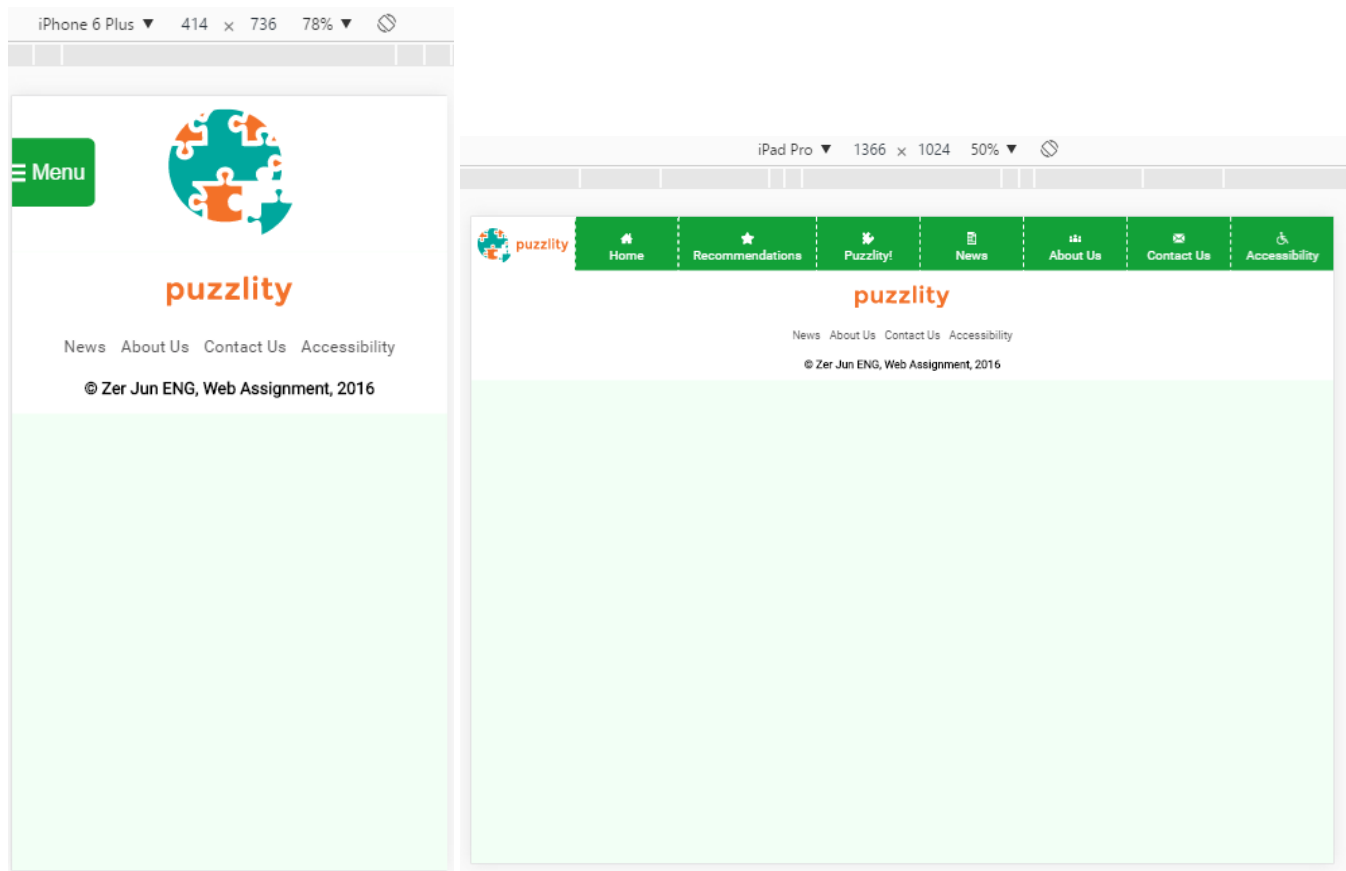 iPhone 6 Plus ▼ 414 × 736 78% ▼
☰ Menu
puzzlity
News About Us Contact Us Accessibility
© Zer Jun ENG, Web Assignment, 2016
iPad Pro ▼ 1366 × 1024 50% ▼
puzzlity Home Recommendations Puzzlity! News About Us Contact Us Accessibility
puzzlity
News About Us Contact Us Accessibility
© Zer Jun ENG, Web Assignment, 2016